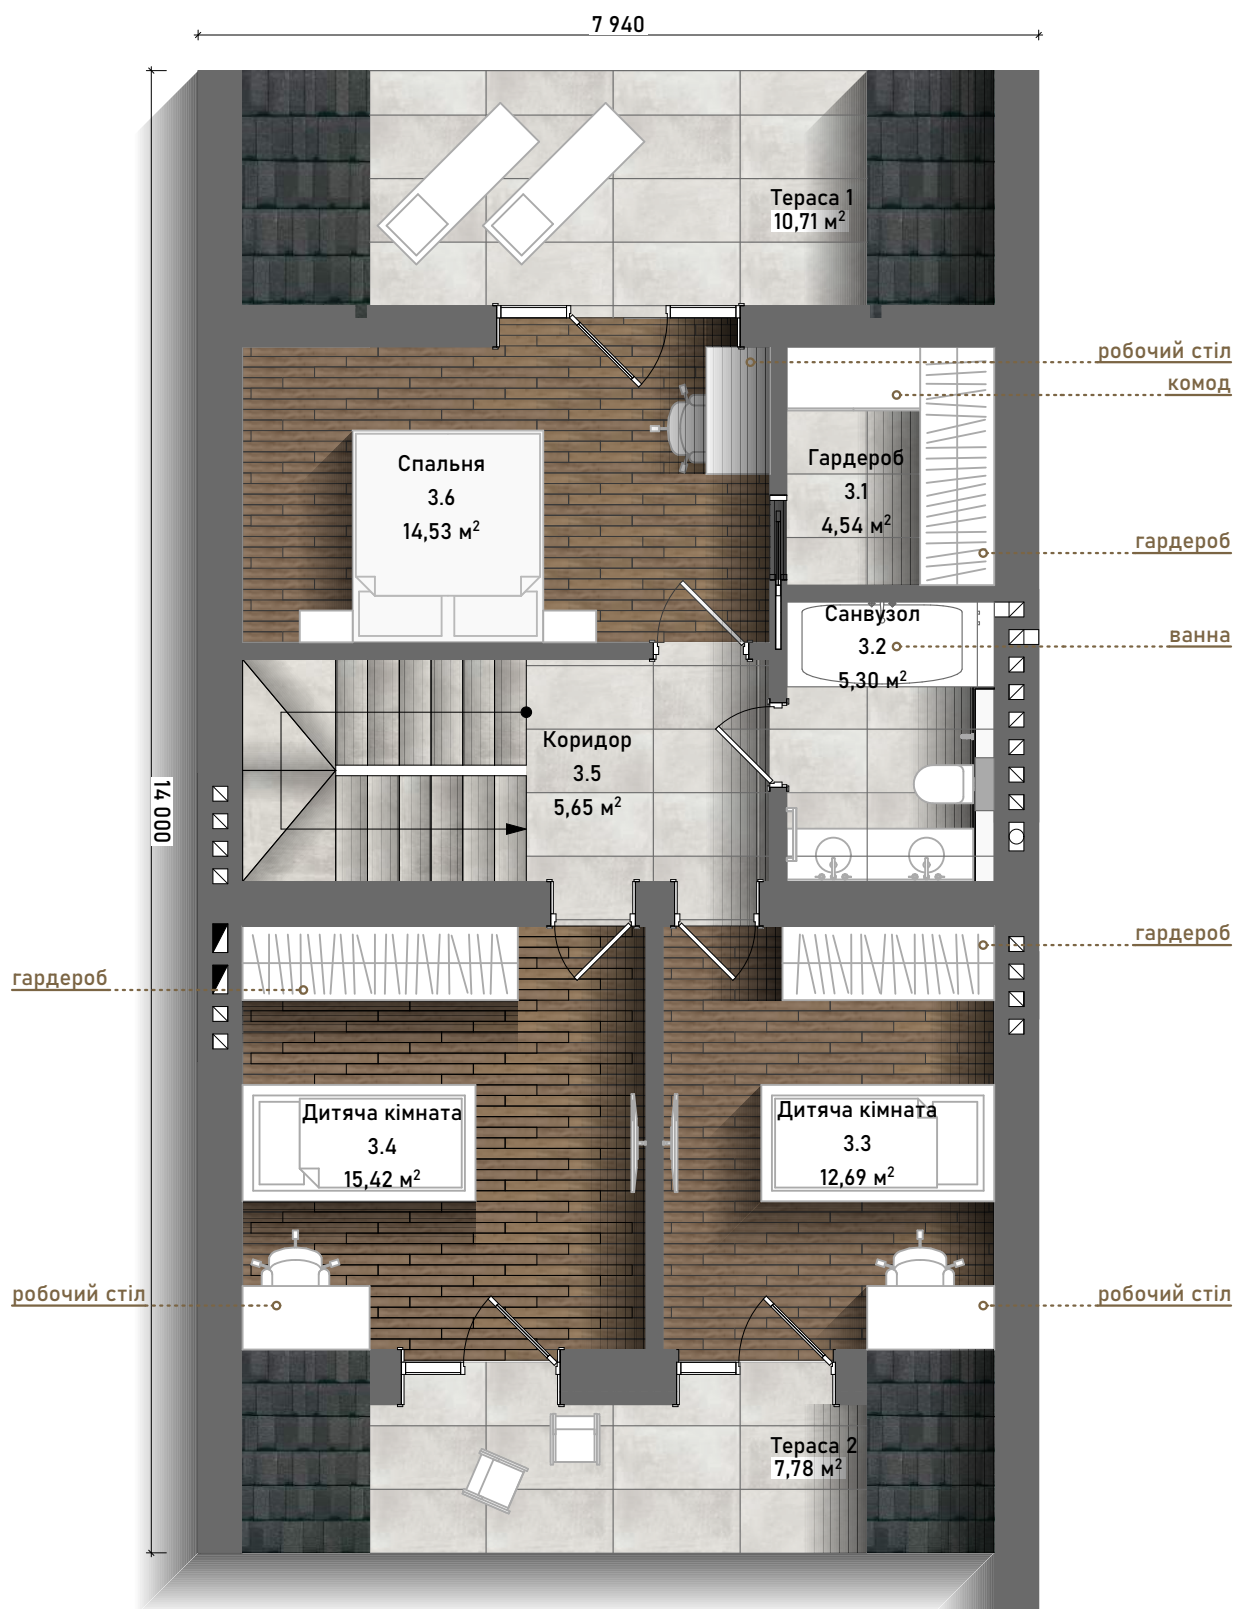 7 940
Тераса 1
10,71 м²
робочий стіл
комод
Спальня
3.6
14,53 м²
Гардероб
3.1
4,54 м²
гардероб
Санвузол
3.2
5,30 м²
ванна
Коридор
3.5
5,65 м²
14 000
гардероб
гардероб
Дитяча кімната
3.4
15,42 м²
Дитяча кімната
3.3
12,69 м²
робочий стіл
робочий стіл
Тераса 2
7,78 м²